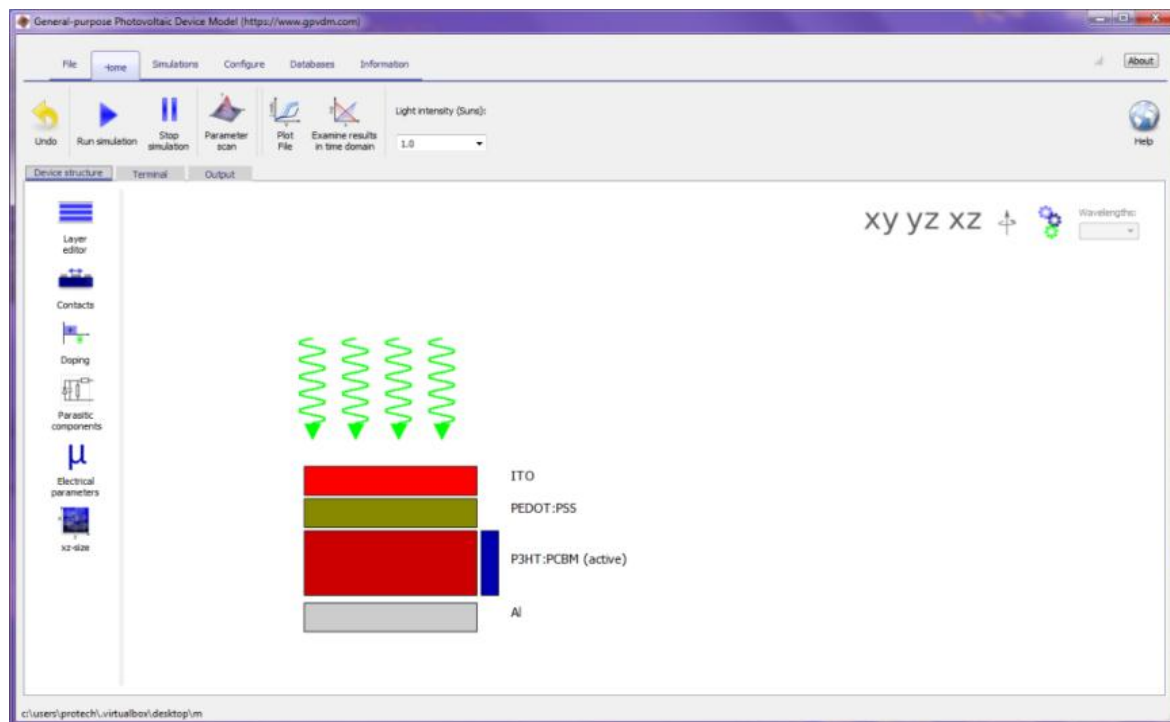 General-purpose Photovoltaic Device Model (https://www.gpvdm.com)
File Home Simulations Configure Databases Information
About
Undo
Run simulation
Stop
simulation
Parameter
scan
Plot
File
Examine results
in time domain
Light intensity (Suns):
1.0
Help
Device structure Terminal Output
Layer
editor
Contacts
Doping
Parasitic
components
μ
Electrical
parameters
xz-size
xy yz xz
Wavelengths:
ITO
PEDOT:PSS
P3HT:PCBM (active)
Al
c:\users\protech\.virtualbox\desktop\m